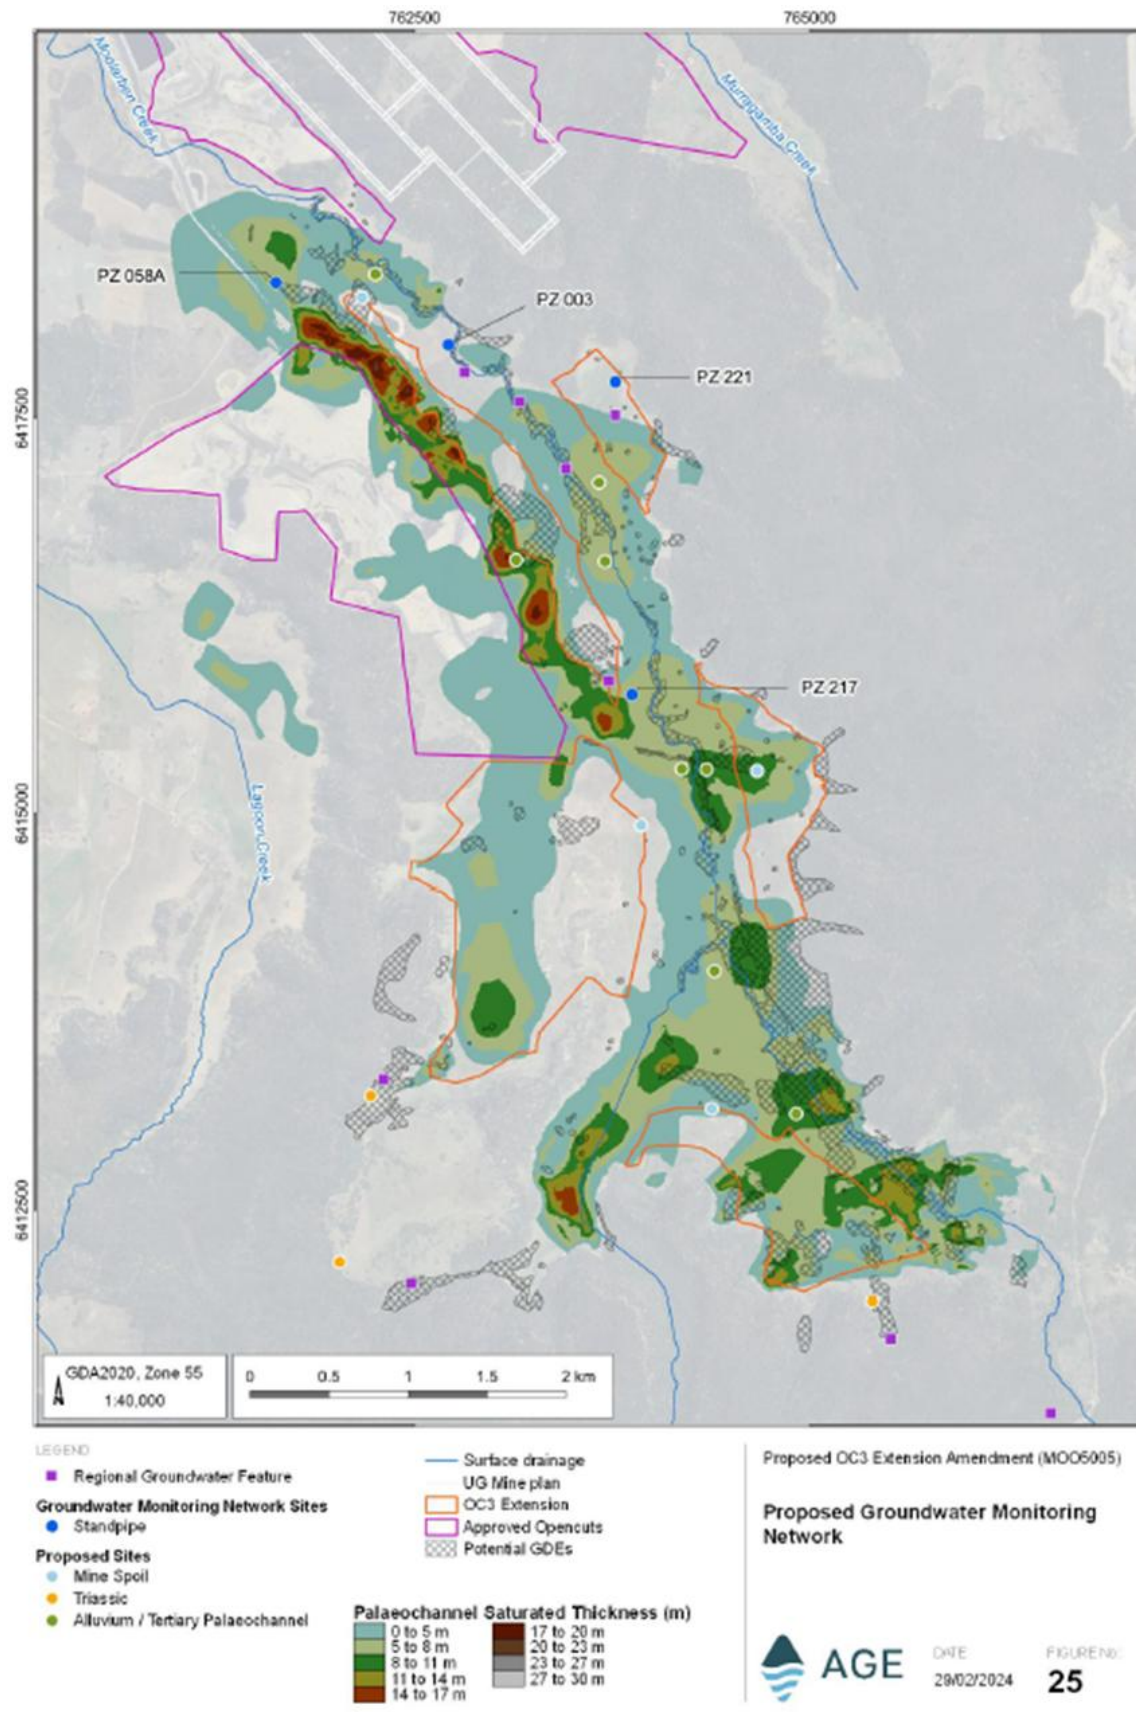 762500
765000
Moolarben Creek
Murragamba Creek
PZ 058A
PZ 003
PZ 221
6417500
PZ 217
6415000
Lagoon Creek
6412500
GDA2020, Zone 55
1:40,000
0 0.5 1 1.5 2 km
LEGEND
Regional Groundwater Feature
Groundwater Monitoring Network Sites
Standpipe
Proposed Sites
Mine Spoil
Triassic
Alluvium / Tertiary Palaeochannel
Surface drainage
UG Mine plan
OC3 Extension
Approved Opencuts
Potential GDEs
Palaeochannel Saturated Thickness (m)
0 to 5 m
5 to 8 m
8 to 11 m
11 to 14 m
14 to 17 m
17 to 20 m
20 to 23 m
23 to 27 m
27 to 30 m
Proposed OC3 Extension Amendment (MOO5005)
Proposed Groundwater Monitoring
Network
AGE
DATE
29/02/2024
FIGURE No:
25